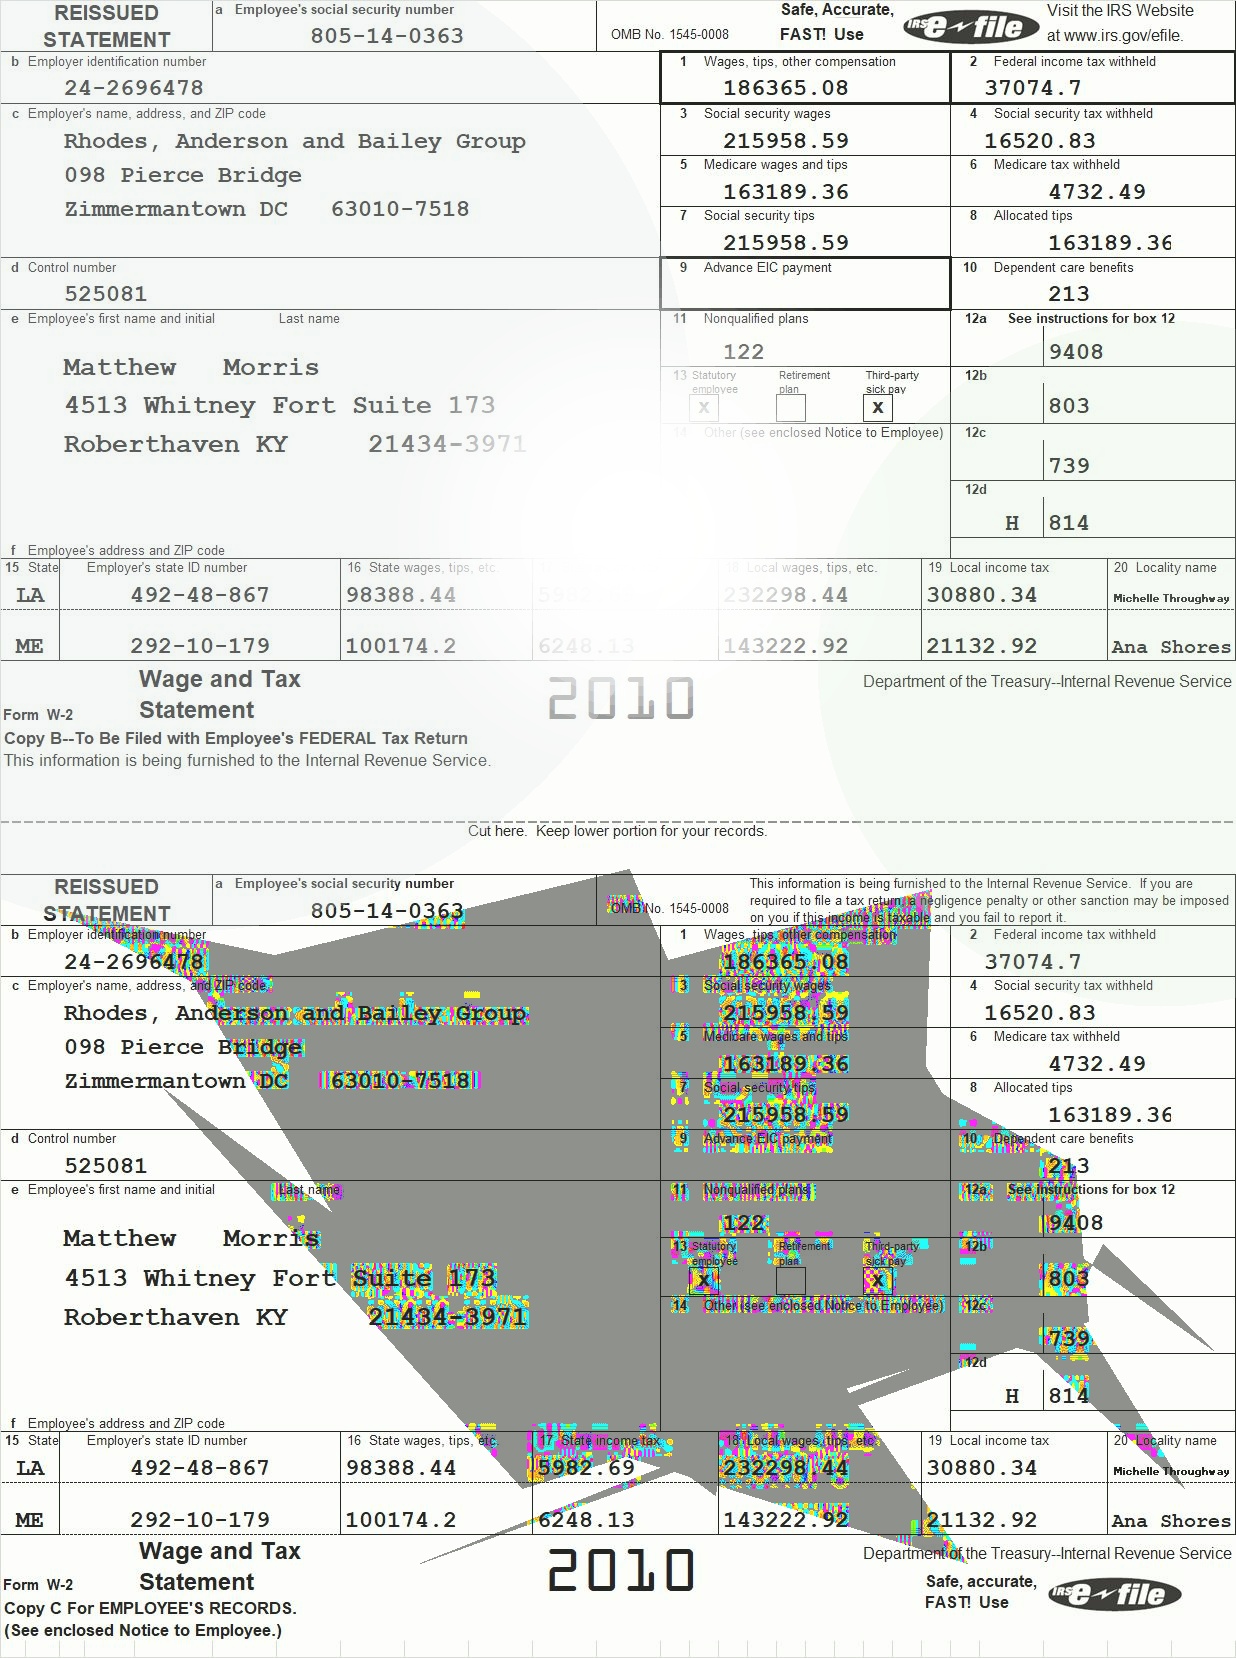 REISSUED STATEMENT
a Employee's social security number
805-14-0363
OMB No. 1545-0008
Safe, Accurate, FAST! Use
IRS e-file
Visit the IRS Website at www.irs.gov/efile.
b Employer identification number
24-2696478
1 Wages, tips, other compensation
186365.08
2 Federal income tax withheld
37074.7
c Employer's name, address, and ZIP code
Rhodes, Anderson and Bailey Group
098 Pierce Bridge
Zimmermantown DC 63010-7518
3 Social security wages
215958.59
4 Social security tax withheld
16520.83
5 Medicare wages and tips
163189.36
6 Medicare tax withheld
4732.49
7 Social security tips
215958.59
8 Allocated tips
163189.36
d Control number
525081
9 Advance EIC payment
10 Dependent care benefits
213
e Employee's first name and initial Last name
Matthew Morris
4513 Whitney Fort Suite 173
Roberthaven KY 21434-3971
11 Nonqualified plans
122
12a See instructions for box 12
9408
13 Statutory employee Retirement plan Third-party sick pay
X X
12b
803
14 Other (see enclosed Notice to Employee)
12c
739
12d
H 814
f Employee's address and ZIP code
15 State Employer's state ID number 16 State wages, tips, etc. Local wages, tips, etc. 19 Local income tax 20 Locality name
LA 492-48-867 98388.44 232298.44 30880.34 Michelle Throughway
ME 292-10-179 100174.2 6248.13 143222.92 21132.92 Ana Shores
Form W-2
Wage and Tax Statement
2010
Department of the Treasury--Internal Revenue Service
Copy B--To Be Filed with Employee's FEDERAL Tax Return
This information is being furnished to the Internal Revenue Service.
Cut here. Keep lower portion for your records.
REISSUED STATEMENT
a Employee's social security number
805-14-0363
OMB No. 1545-0008
This information is being furnished to the Internal Revenue Service. If you are
required to file a tax return, a negligence penalty or other sanction may be imposed
on you if this income is taxable and you fail to report it.
b Employer identification number
24-2696478
1 Wages, tips, other compensation
186365.08
2 Federal income tax withheld
37074.7
c Employer's name, address, and ZIP code
Rhodes, Anderson and Bailey Group
098 Pierce Bridge
Zimmermantown DC 63010-7518
3 Social security wages
215958.59
4 Social security tax withheld
16520.83
5 Medicare wages and tips
163189.36
6 Medicare tax withheld
4732.49
7 Social security tips
215958.59
8 Allocated tips
163189.36
d Control number
525081
9 Advance EIC payment
10 Dependent care benefits
213
e Employee's first name and initial Last name
Matthew Morris
4513 Whitney Fort Suite 173
Roberthaven KY 21434-3971
11 Nonqualified plans
122
12a See instructions for box 12
9408
13 Statutory employee Retirement plan Third-party sick pay
X X
12b
803
14 Other (see enclosed Notice to Employee)
12c
739
12d
H 814
f Employee's address and ZIP code
15 State Employer's state ID number 16 State wages, tips, etc. 17 State income tax 18 Local wages, tips, etc. 19 Local income tax 20 Locality name
LA 492-48-867 98388.44 5982.69 232298.44 30880.34 Michelle Throughway
ME 292-10-179 100174.2 6248.13 143222.92 21132.92 Ana Shores
Form W-2
Wage and Tax Statement
2010
Department of the Treasury--Internal Revenue Service
Safe, accurate, FAST! Use
IRS e-file
Copy C For EMPLOYEE'S RECORDS.
(See enclosed Notice to Employee.)